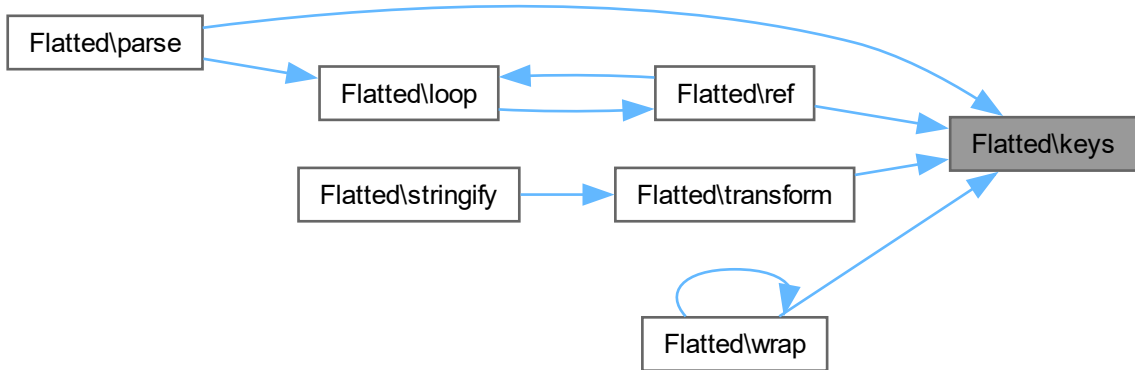 Flatted\parse
Flatted\loop
Flatted\ref
Flatted\keys
Flatted\stringify
Flatted\transform
Flatted\wrap